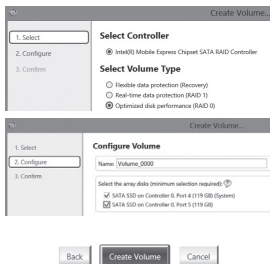 Create Volume...
1. Select
2. Configure
3. Confirm
Select Controller
Intel(R) Mobile Express Chipset SATA RAID Controller
Select Volume Type
Flexible data protection (Recovery)
Real-time data protection (RAID 1)
Optimized disk performance (RAID 0)
Create Volume...
1. Select
2. Configure
3. Confirm
Configure Volume
Name: Volume_0000
Select the array disks (minimum selection required):
SATA SSD on Controller 0, Port 4 (119 GB) (System)
SATA SSD on Controller 0, Port 5 (119 GB)
Back
Create Volume
Cancel